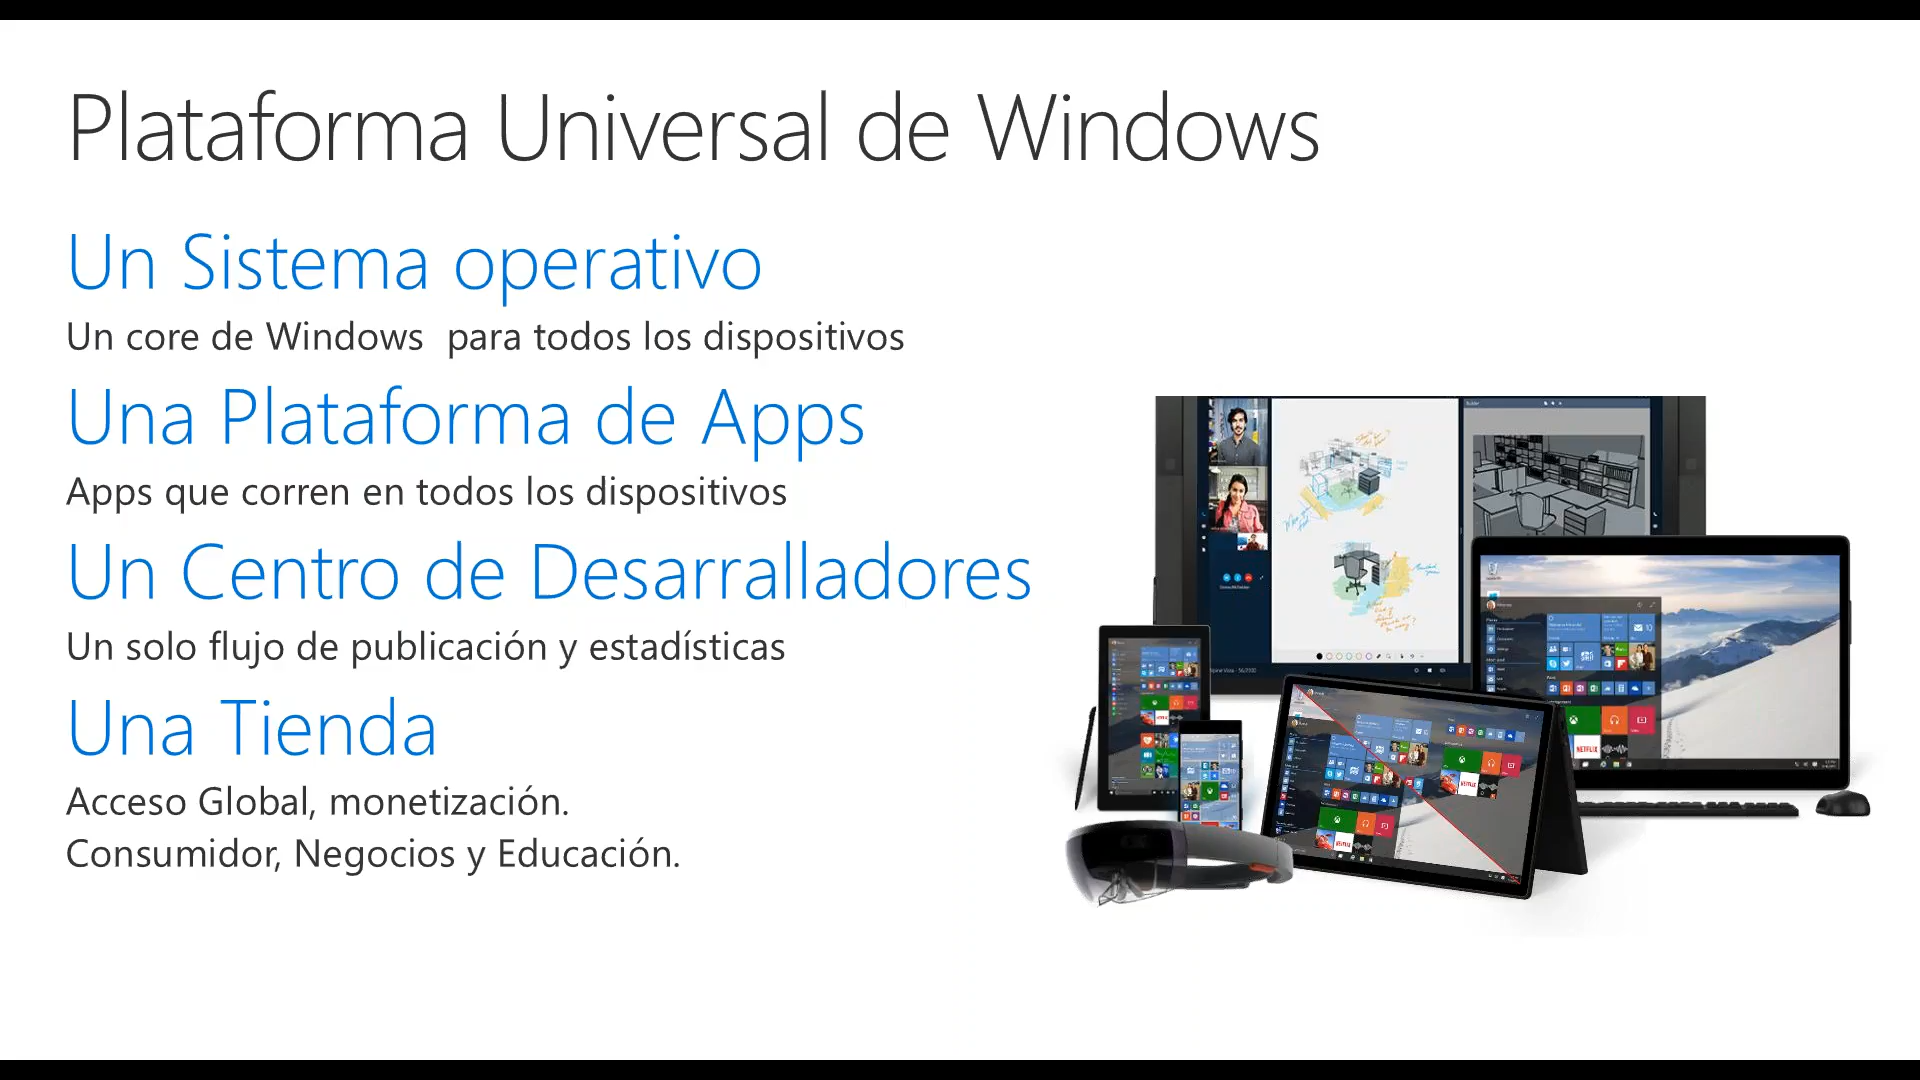 Plataforma Universal de Windows
Un Sistema operativo
Un core de Windows  para todos los dispositivos
Una Plataforma de Apps
Apps que corren en todos los dispositivos
Un Centro de Desarralladores
Un solo flujo de publicación y estadísticas
Una Tienda
Acceso Global, monetización.
Consumidor, Negocios y Educación.
NETFLIX